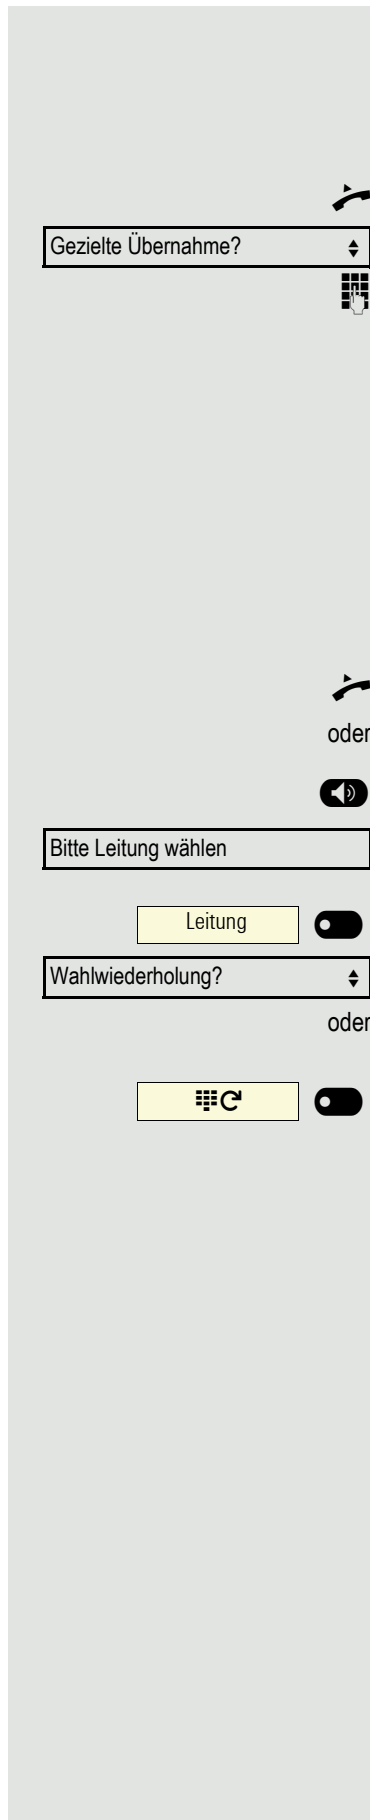 Gezielte Übernahme?
oder
Bitte Leitung wählen
Leitung
Wahlwiederholung?
oder